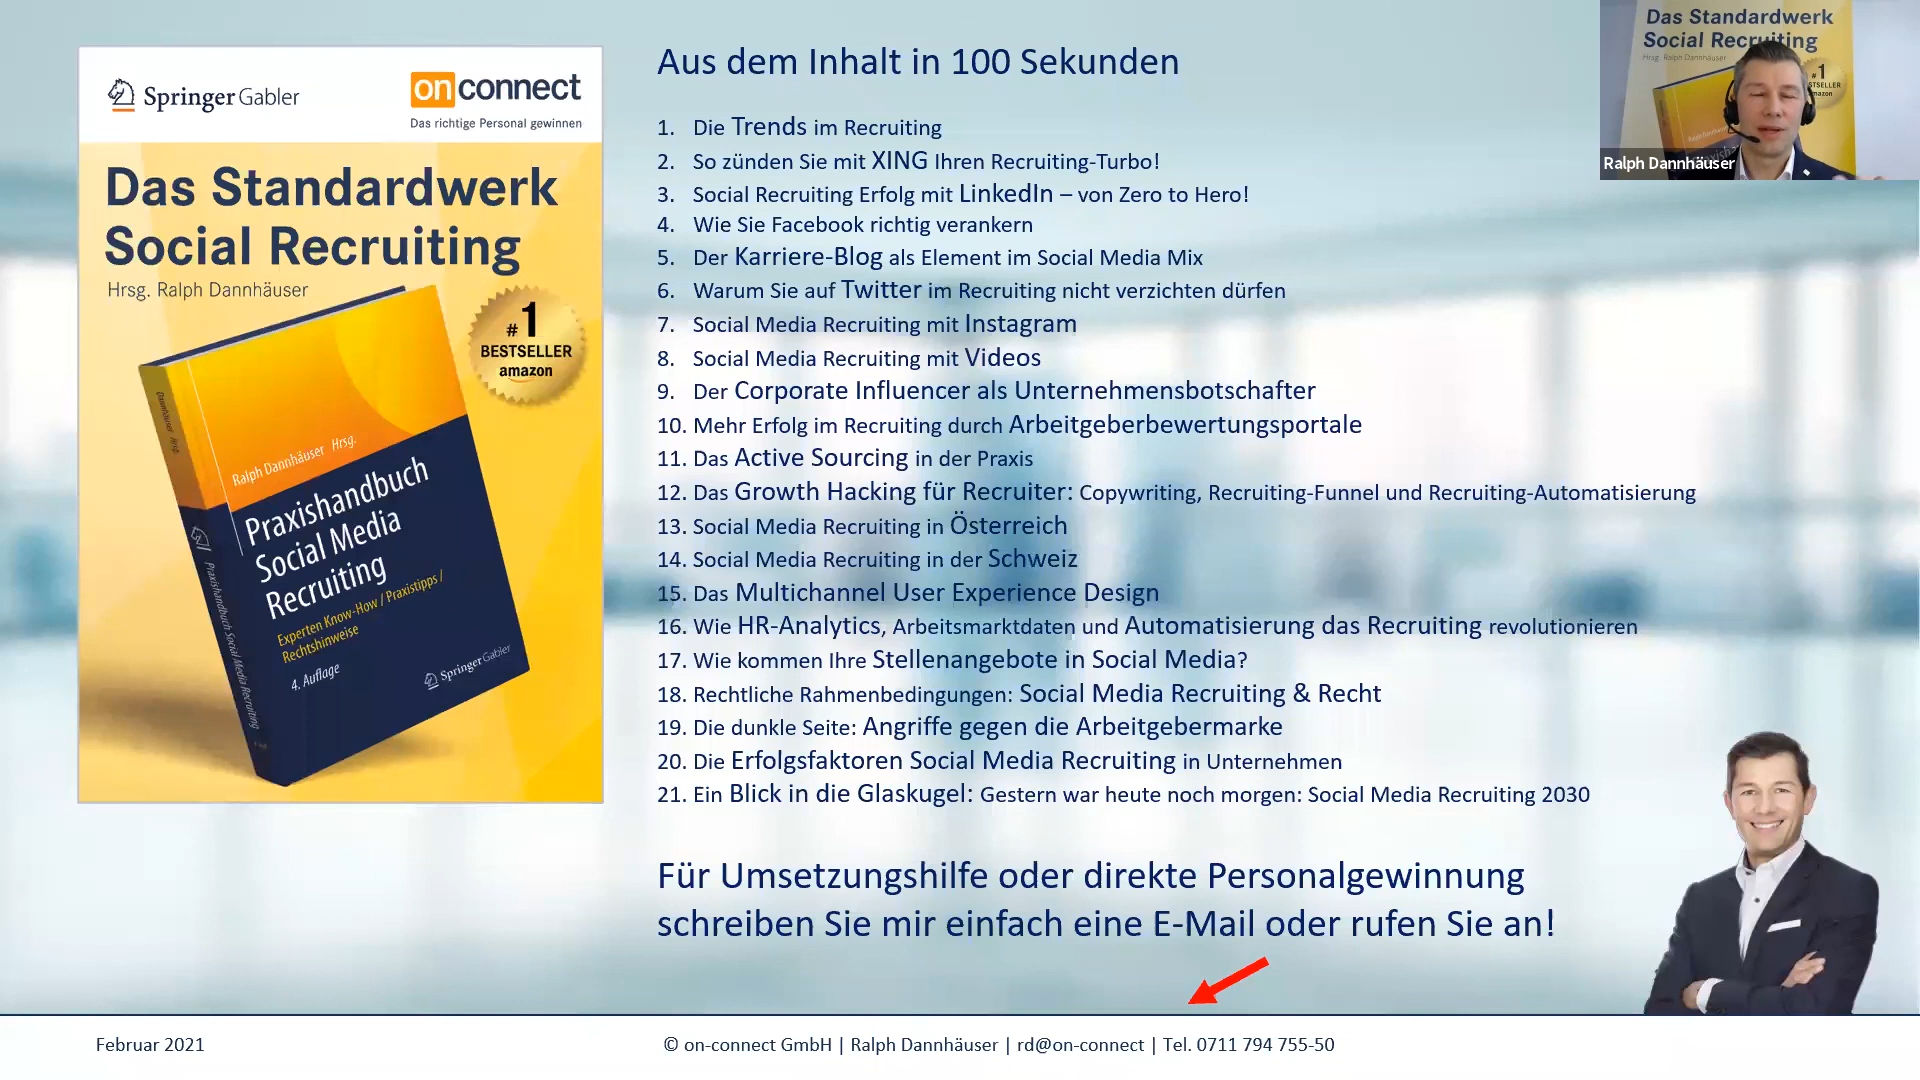 Springer Gabler
on connect
Das richtige Personal gewinnen
Das Standardwerk
Social Recruiting
Hrsg. Ralph Dannhäuser
#1
BESTSELLER
amazon
Dannhäuser Hrsg.
Praxishandbuch Social Media Recruiting
Ralph Dannhäuser Hrsg.
Praxishandbuch
Social Media
Recruiting
Experten Know-How / Praxistipps /
Rechtshinweise
4. Auflage
Springer Gabler
Aus dem Inhalt in 100 Sekunden
1. Die Trends im Recruiting
2. So zünden Sie mit XING Ihren Recruiting-Turbo!
3. Social Recruiting Erfolg mit LinkedIn – von Zero to Hero!
4. Wie Sie Facebook richtig verankern
5. Der Karriere-Blog als Element im Social Media Mix
6. Warum Sie auf Twitter im Recruiting nicht verzichten dürfen
7. Social Media Recruiting mit Instagram
8. Social Media Recruiting mit Videos
9. Der Corporate Influencer als Unternehmensbotschafter
10. Mehr Erfolg im Recruiting durch Arbeitgeberbewertungsportale
11. Das Active Sourcing in der Praxis
12. Das Growth Hacking für Recruiter: Copywriting, Recruiting-Funnel und Recruiting-Automatisierung
13. Social Media Recruiting in Österreich
14. Social Media Recruiting in der Schweiz
15. Das Multichannel User Experience Design
16. Wie HR-Analytics, Arbeitsmarktdaten und Automatisierung das Recruiting revolutionieren
17. Wie kommen Ihre Stellenangebote in Social Media?
18. Rechtliche Rahmenbedingungen: Social Media Recruiting & Recht
19. Die dunkle Seite: Angriffe gegen die Arbeitgebermarke
20. Die Erfolgsfaktoren Social Media Recruiting in Unternehmen
21. Ein Blick in die Glaskugel: Gestern war heute noch morgen: Social Media Recruiting 2030
Für Umsetzungshilfe oder direkte Personalgewinnung
schreiben Sie mir einfach eine E-Mail oder rufen Sie an!
Das Standardwerk
Social Recruiting
Hrsg. Ralph Dannhäuser
#1
Ralph Dannhäuser
Februar 2021
© on-connect GmbH | Ralph Dannhäuser | rd@on-connect | Tel. 0711 794 755-50